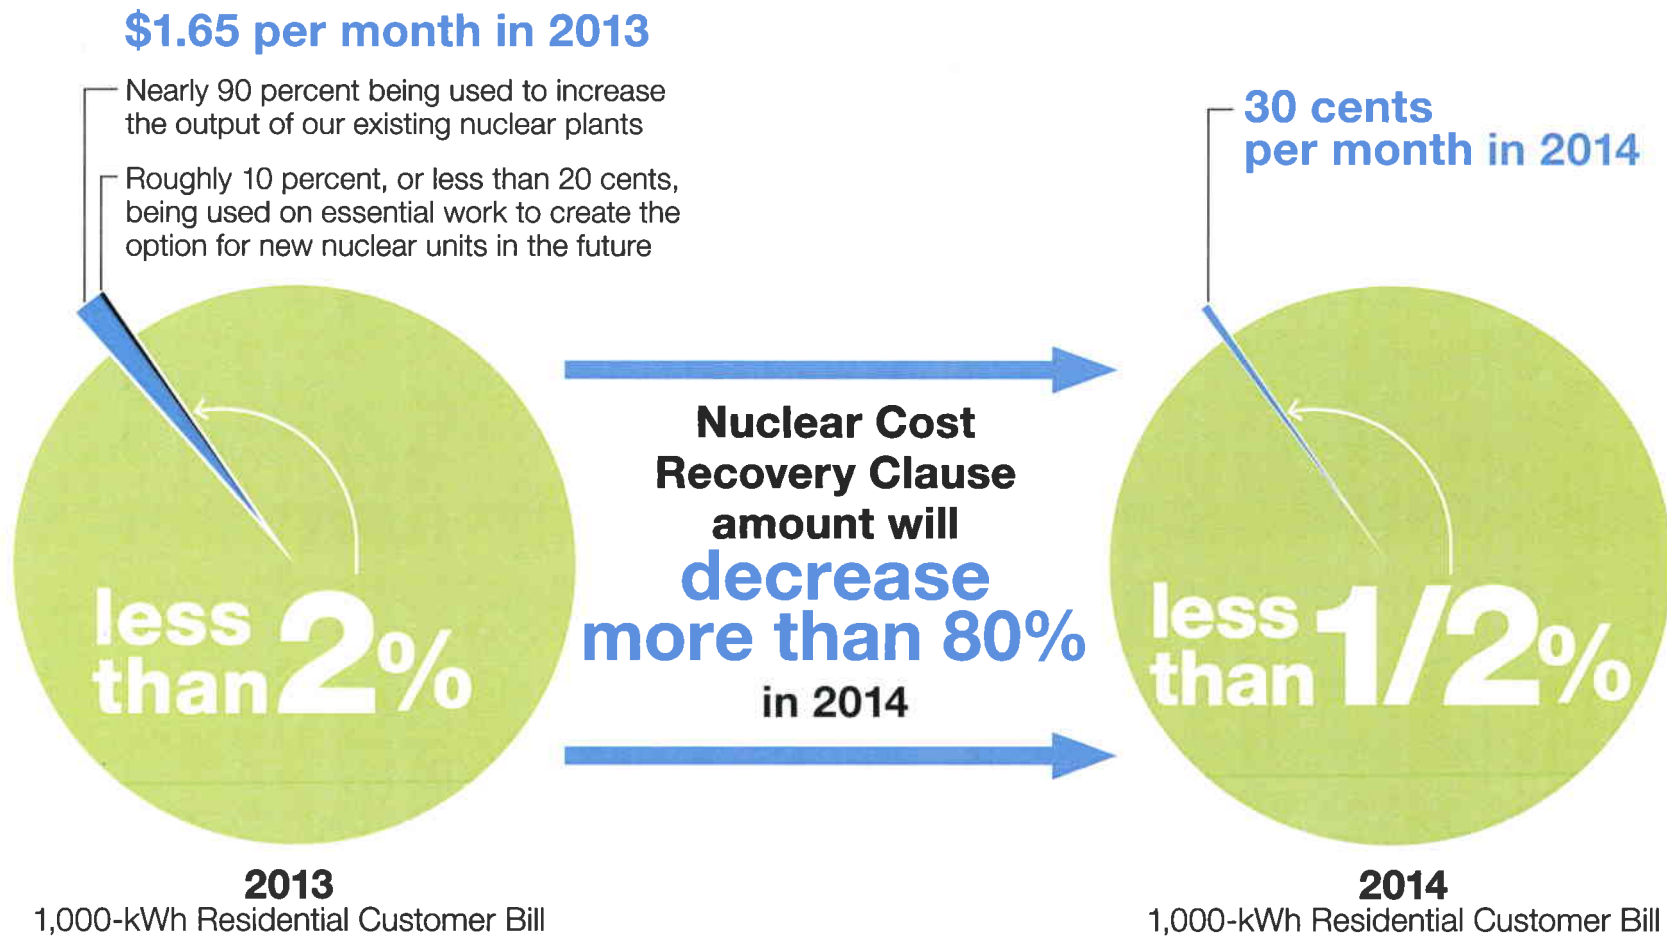 $1.65 per month in 2013
Nearly 90 percent being used to increase
the output of our existing nuclear plants
Roughly 10 percent, or less than 20 cents,
being used on essential work to create the
option for new nuclear units in the future
less
than 2%
2013
1,000-kWh Residential Customer Bill
Nuclear Cost
Recovery Clause
amount will
decrease
more than 80%
in 2014
30 cents
per month in 2014
less
than 1/2%
2014
1,000-kWh Residential Customer Bill